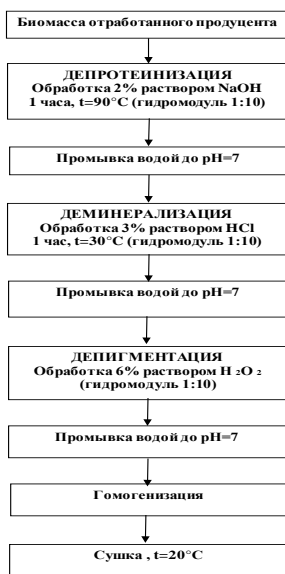 Биомасса отработанного продуцента
ДЕПРОТЕИНИЗАЦИЯ
Обработка 2% раствором NaOH
1 часа, t=90°C (гидромодуль 1:10)
Промывка водой до pH=7
ДЕМИНЕРАЛИЗАЦИЯ
Обработка 3% раствором HCl
1 час, t=30°C (гидромодуль 1:10)
Промывка водой до pH=7
ДЕПИГМЕНТАЦИЯ
Обработка 6% раствором H 2O 2
(гидромодуль 1:10)
Промывка водой до pH=7
Гомогенизация
Сушка , t=20°C